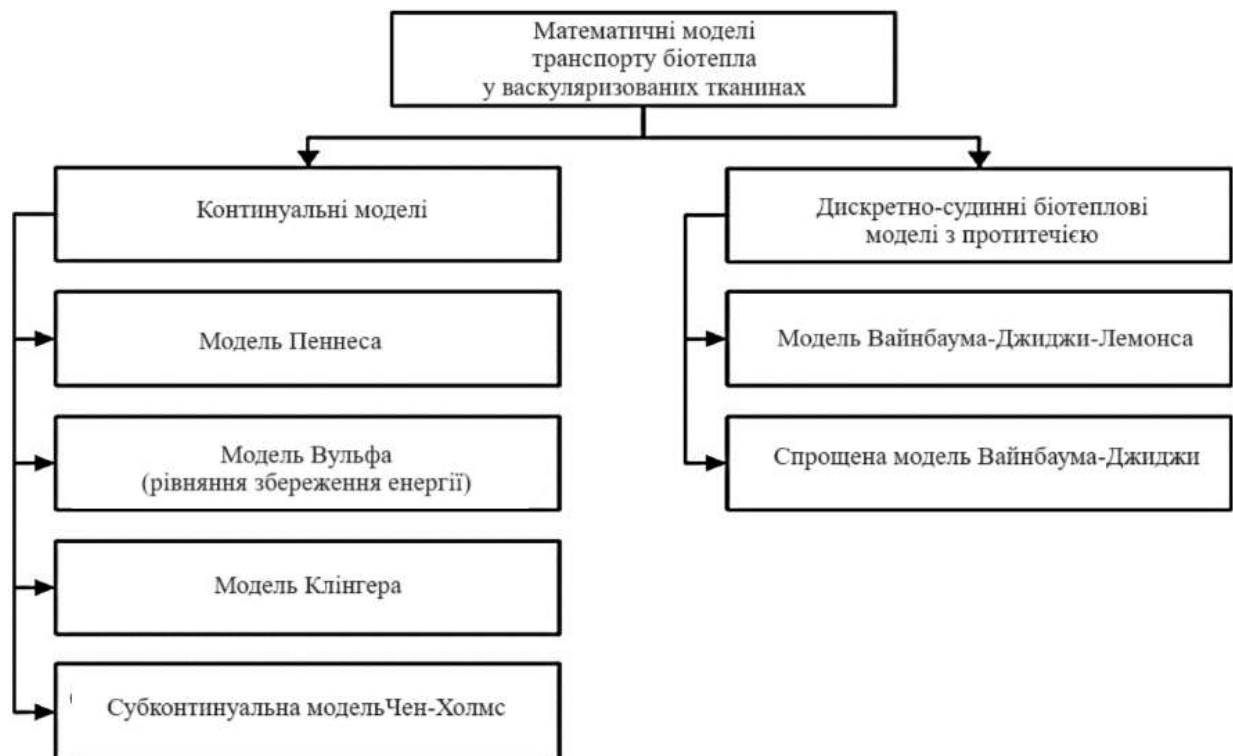 Математичні моделі
транспорту біотепла
у васкуляризованих тканинах
Континуальні моделі
Дискретно-судинні біотеплові
моделі з протитечією
Модель Пеннеса
Модель Вайнбаума-Джиджи-Лемонса
Модель Вульфа
(рівняння збереження енергії)
Спрощена модель Вайнбаума-Джиджи
Модель Клінгера
Субконтинуальна модельЧен-Холмс